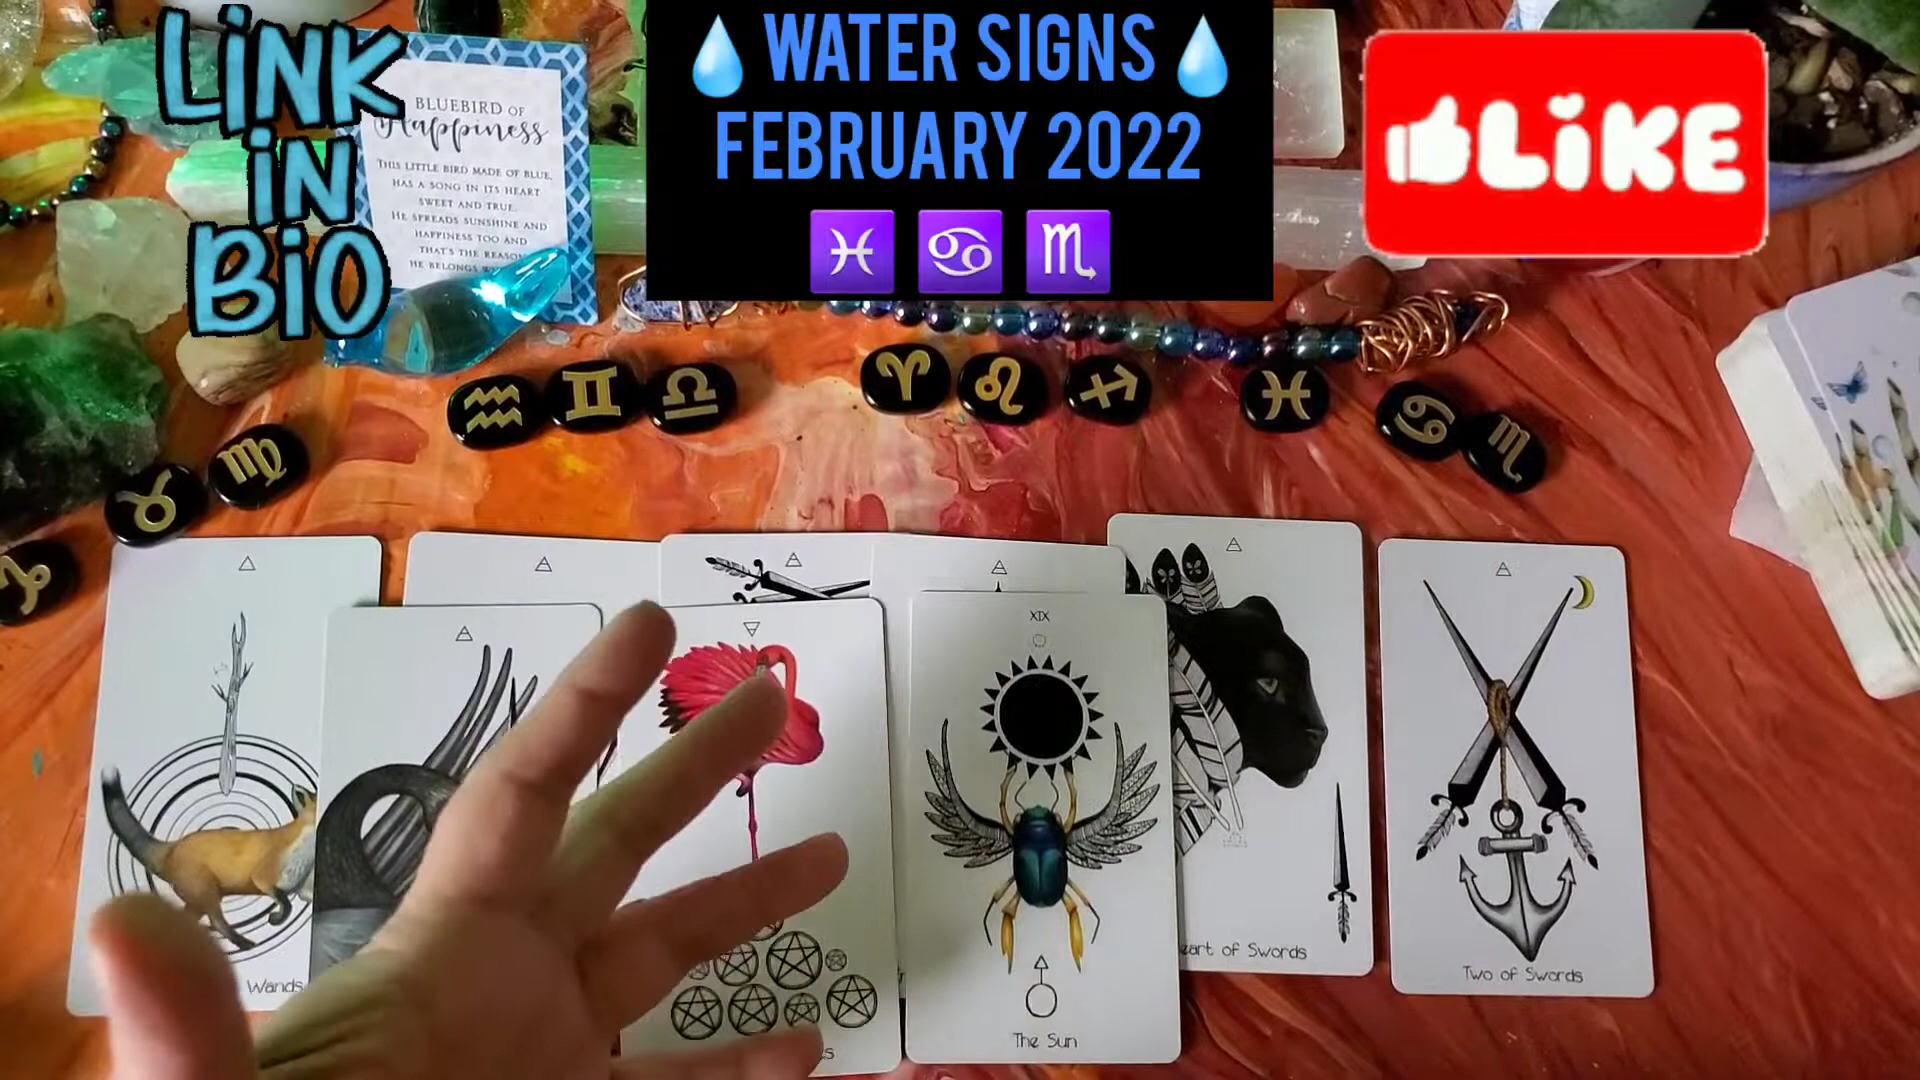 LiNK
iN
BiO
BLUEBIRD OF
Happiness
THIS LITTLE BIRD MADE OF BLUE,
HAS A SONG IN ITS HEART
SWEET AND TRUE.
HE SPREADS SUNSHINE AND
HAPPINESS TOO AND
THAT'S THE REASON
HE BELONGS
💧 WATER SIGNS 💧
FEBRUARY 2022
♓ ♋ ♏
LiKE
Wands
XIX
The Sun
eart of Swords
Two of Swords